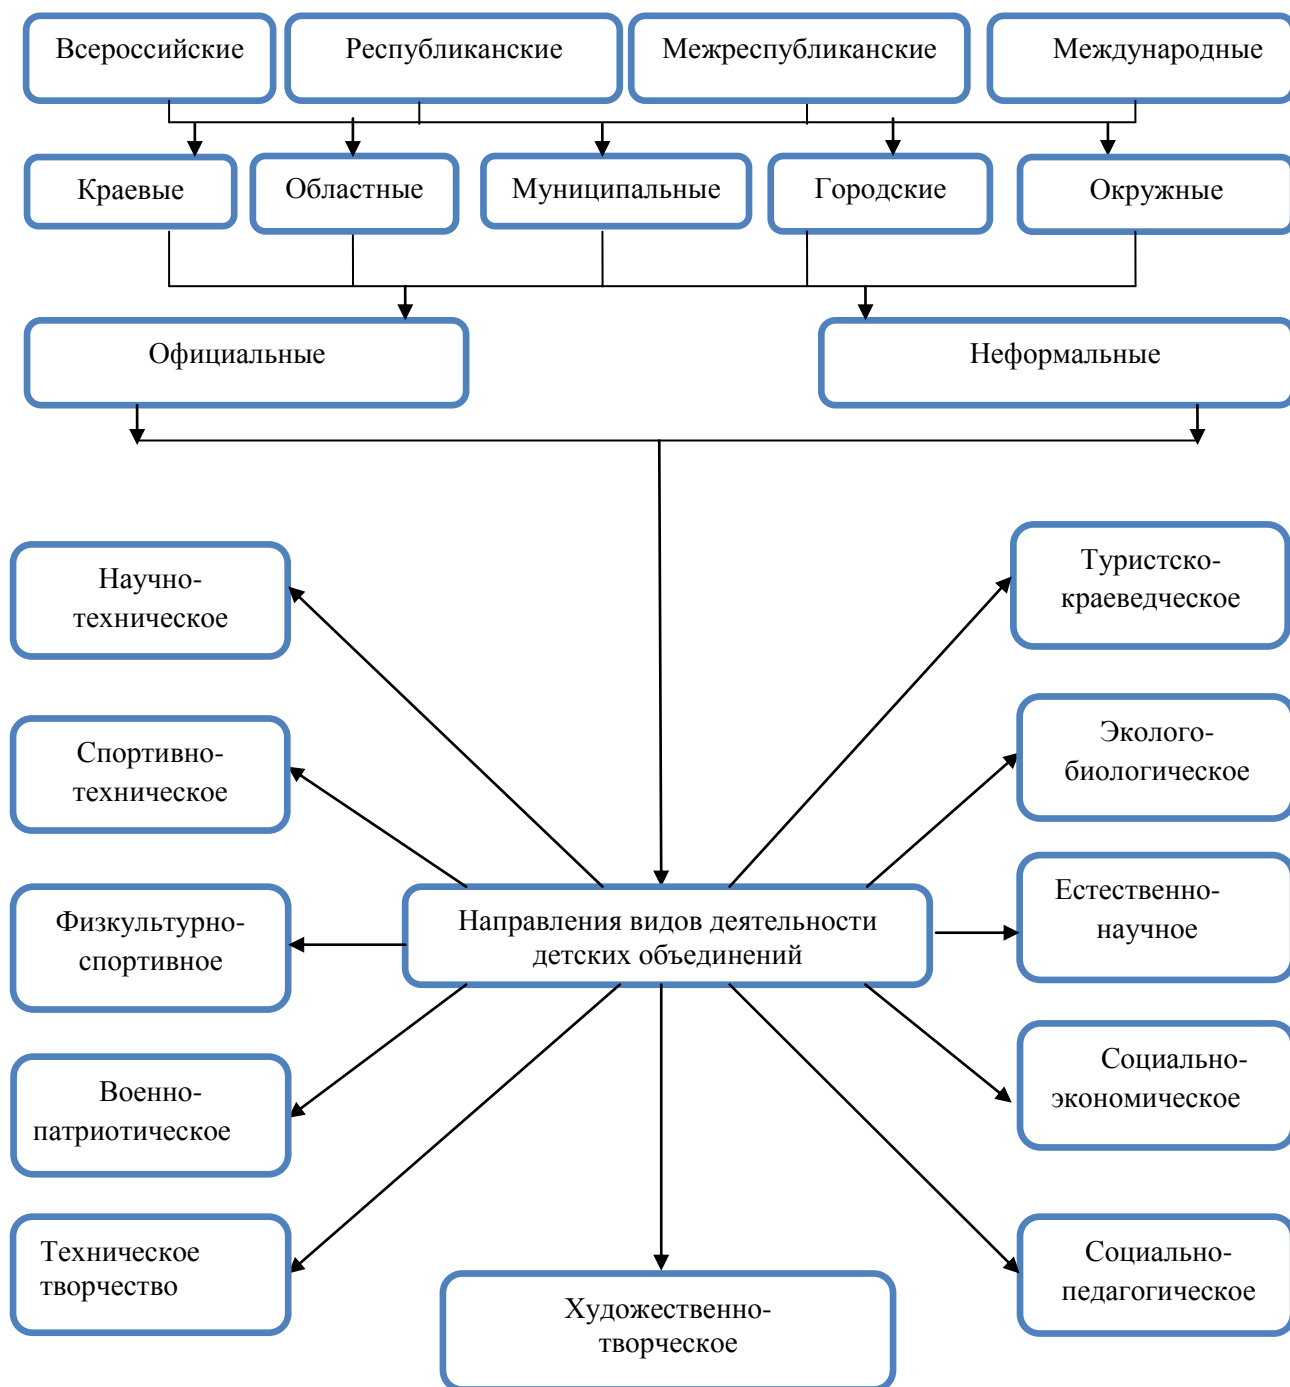 Всероссийские
Республиканские
Межреспубликанские
Международные
Краевые
Областные
Муниципальные
Городские
Окружные
Официальные
Неформальные
Научно-
техническое
Туристско-
краеведческое
Спортивно-
техническое
Эколого-
биологическое
Физкультурно-
спортивное
Направления видов деятельности
детских объединений
Естественно-
научное
Военно-
патриотическое
Социально-
экономическое
Техническое
творчество
Художественно-
творческое
Социально-
педагогическое